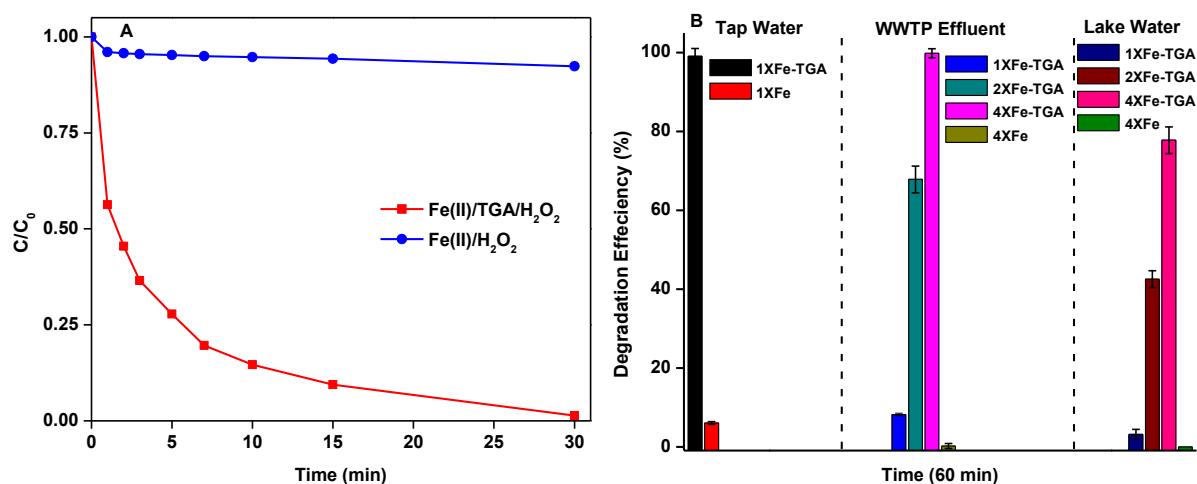 A
1.00
0.75
0.50
0.25
0.00
C/C₀
Fe(II)/TGA/H₂O₂
Fe(II)/H₂O₂
0
5
10
15
20
25
30
Time (min)
B
Tap Water
1XFe-TGA
1XFe
WWTP Effluent
1XFe-TGA
2XFe-TGA
4XFe-TGA
4XFe
Lake Water
1XFe-TGA
2XFe-TGA
4XFe-TGA
4XFe
100
80
60
40
20
0
Degradation Effeciency (%)
Time (60 min)